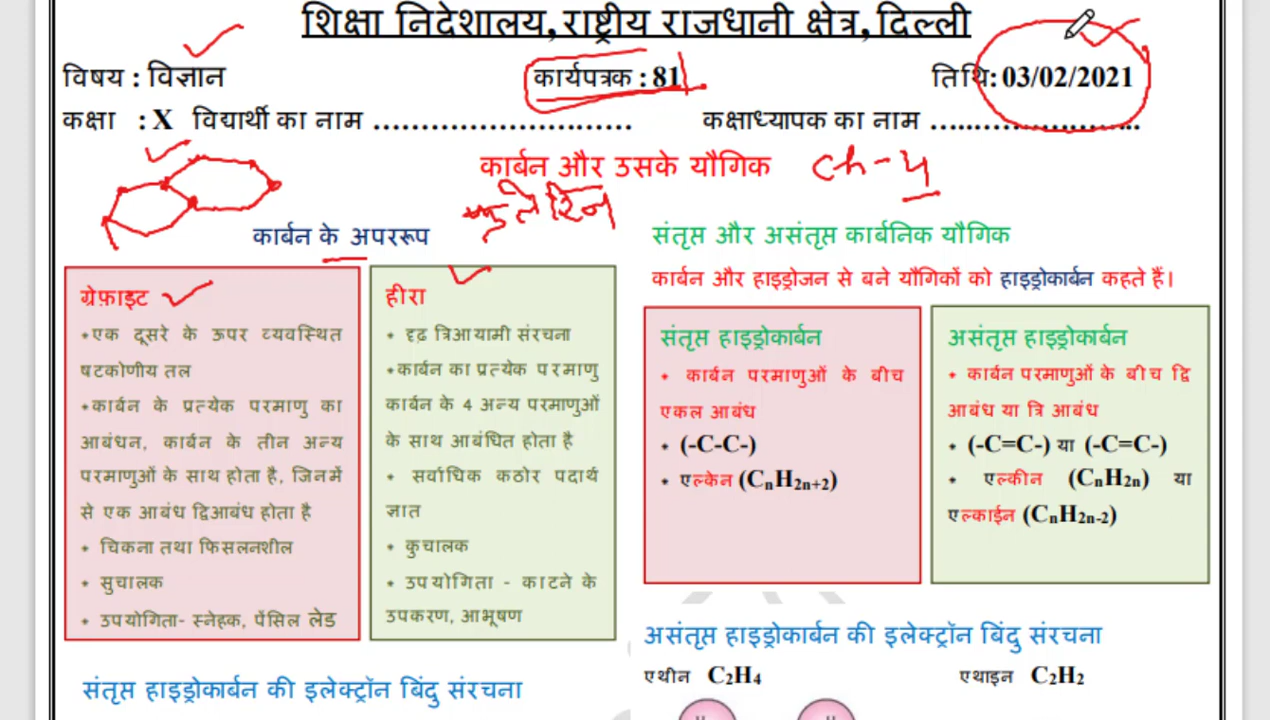 शिक्षा निदेशालय, राष्ट्रीय राजधानी क्षेत्र, दिल्ली
विषय : विज्ञान कार्यपत्रक : 81 तिथि: 03/02/2021
कक्षा : X विद्यार्थी का नाम ………………………. कक्षाध्यापक का नाम …..………………..
कार्बन और उसके यौगिक ch-4
कार्बन के अपररूप
ग्रेफ़ाइट
*एक दूसरे के ऊपर व्यवस्थित
षटकोणीय तल
*कार्बन के प्रत्येक परमाणु का
आबंधन, कार्बन के तीन अन्य
परमाणुओं के साथ होता है, जिनमें
से एक आबंध द्विआबंध होता है
* चिकना तथा फिसलनशील
* सुचालक
* उपयोगिता- स्नेहक, पेंसिल लेड
हीरा
* दृढ़ त्रिआयामी संरचना
*कार्बन का प्रत्येक परमाणु
कार्बन के 4 अन्य परमाणुओं
के साथ आबंधित होता है
* सर्वाधिक कठोर पदार्थ
ज्ञात
* कुचालक
* उपयोगिता - काटने के
उपकरण, आभूषण
संतृप्त हाइड्रोकार्बन की इलेक्ट्रॉन बिंदु संरचना
संतृप्त और असंतृप्त कार्बनिक यौगिक
कार्बन और हाइड्रोजन से बने यौगिकों को हाइड्रोकार्बन कहते हैं।
संतृप्त हाइड्रोकार्बन
* कार्बन परमाणुओं के बीच
एकल आबंध
* (-C-C-)
* एल्केन (CnH2n+2)
असंतृप्त हाइड्रोकार्बन
* कार्बन परमाणुओं के बीच द्वि
आबंध या त्रि आबंध
* (-C=C-) या (-C=C-)
* एल्कीन (CnH2n) या
एल्काईन (CnH2n-2)
असंतृप्त हाइड्रोकार्बन की इलेक्ट्रॉन बिंदु संरचना
एथीन C2H4 एथाइन C2H2